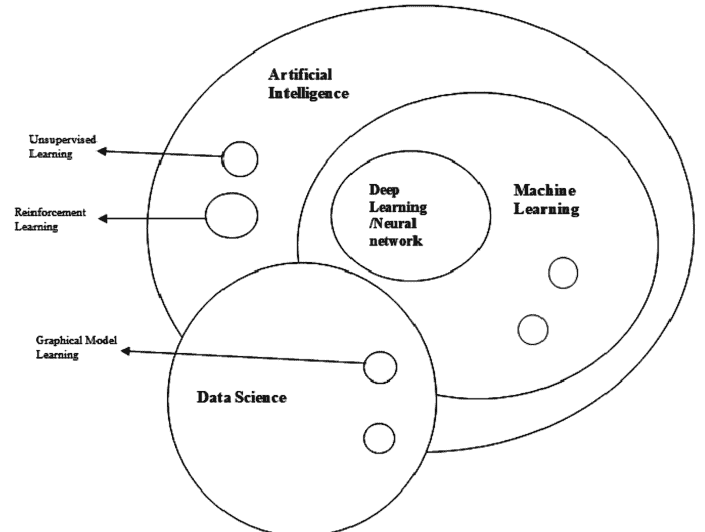 Artificial
Intelligence
Unsupervised
Learning
Deep
Learning
/Neural
network
Machine
Learning
Reinforcement
Learning
Graphical Model
Learning
Data Science